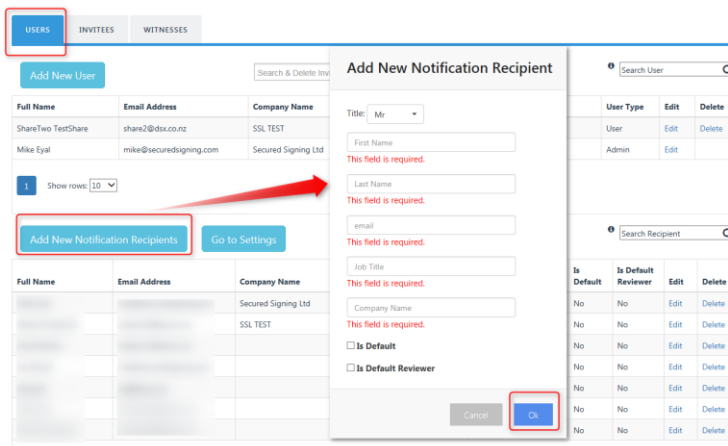 USERS INVITEES WITNESSES
Add New User
Search & Delete Inv
Search User
Full Name Email Address Company Name User Type Edit Delete
ShareTwo TestShare share2@dsx.co.nz SSL TEST User Edit Delete
Mike Eyal mike@securedsigning.com Secured Signing Ltd Admin Edit
1 Show rows: 10
Add New Notification Recipients Go to Settings
Search Recipient
Full Name Email Address Company Name Is Default Is Default Reviewer Edit Delete
Secured Signing Ltd No No Edit Delete
SSL TEST No No Edit Delete
No No Edit Delete
No No Edit Delete
No No Edit Delete
No No Edit Delete
No No Edit Delete
Add New Notification Recipient
Title: Mr
First Name
This field is required.
Last Name
This field is required.
email
This field is required.
Job Title
This field is required.
Company Name
This field is required.
Is Default
Is Default Reviewer
Cancel Ok